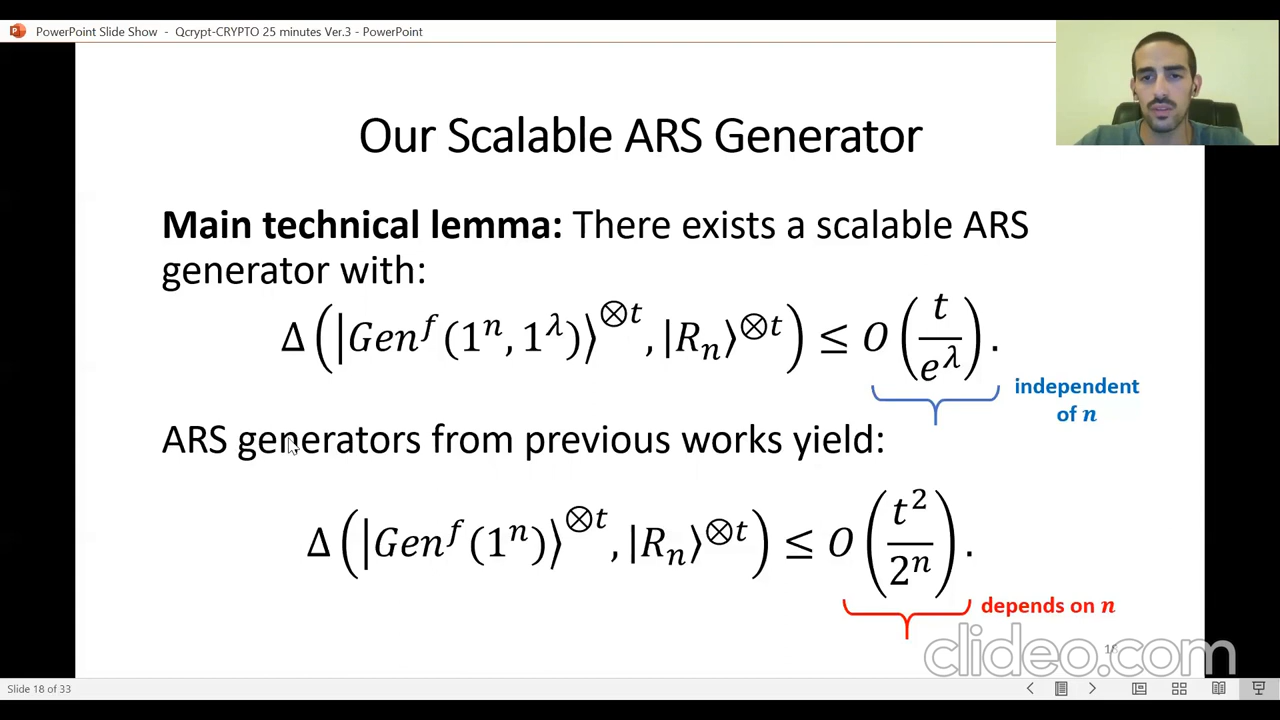 PowerPoint Slide Show - Qcrypt-CRYPTO 25 minutes Ver.3 - PowerPoint
Our Scalable ARS Generator
Main technical lemma: There exists a scalable ARS
generator with:
Δ(|Gen^f(1^n, 1^λ)⟩^{⊗t}, |R_n⟩^{⊗t}) ≤ O(t/e^λ).
independent
of n
ARS generators from previous works yield:
Δ(|Gen^f(1^n)⟩^{⊗t}, |R_n⟩^{⊗t}) ≤ O(t^2/2^n).
depends on n
clideo.com
Slide 18 of 33